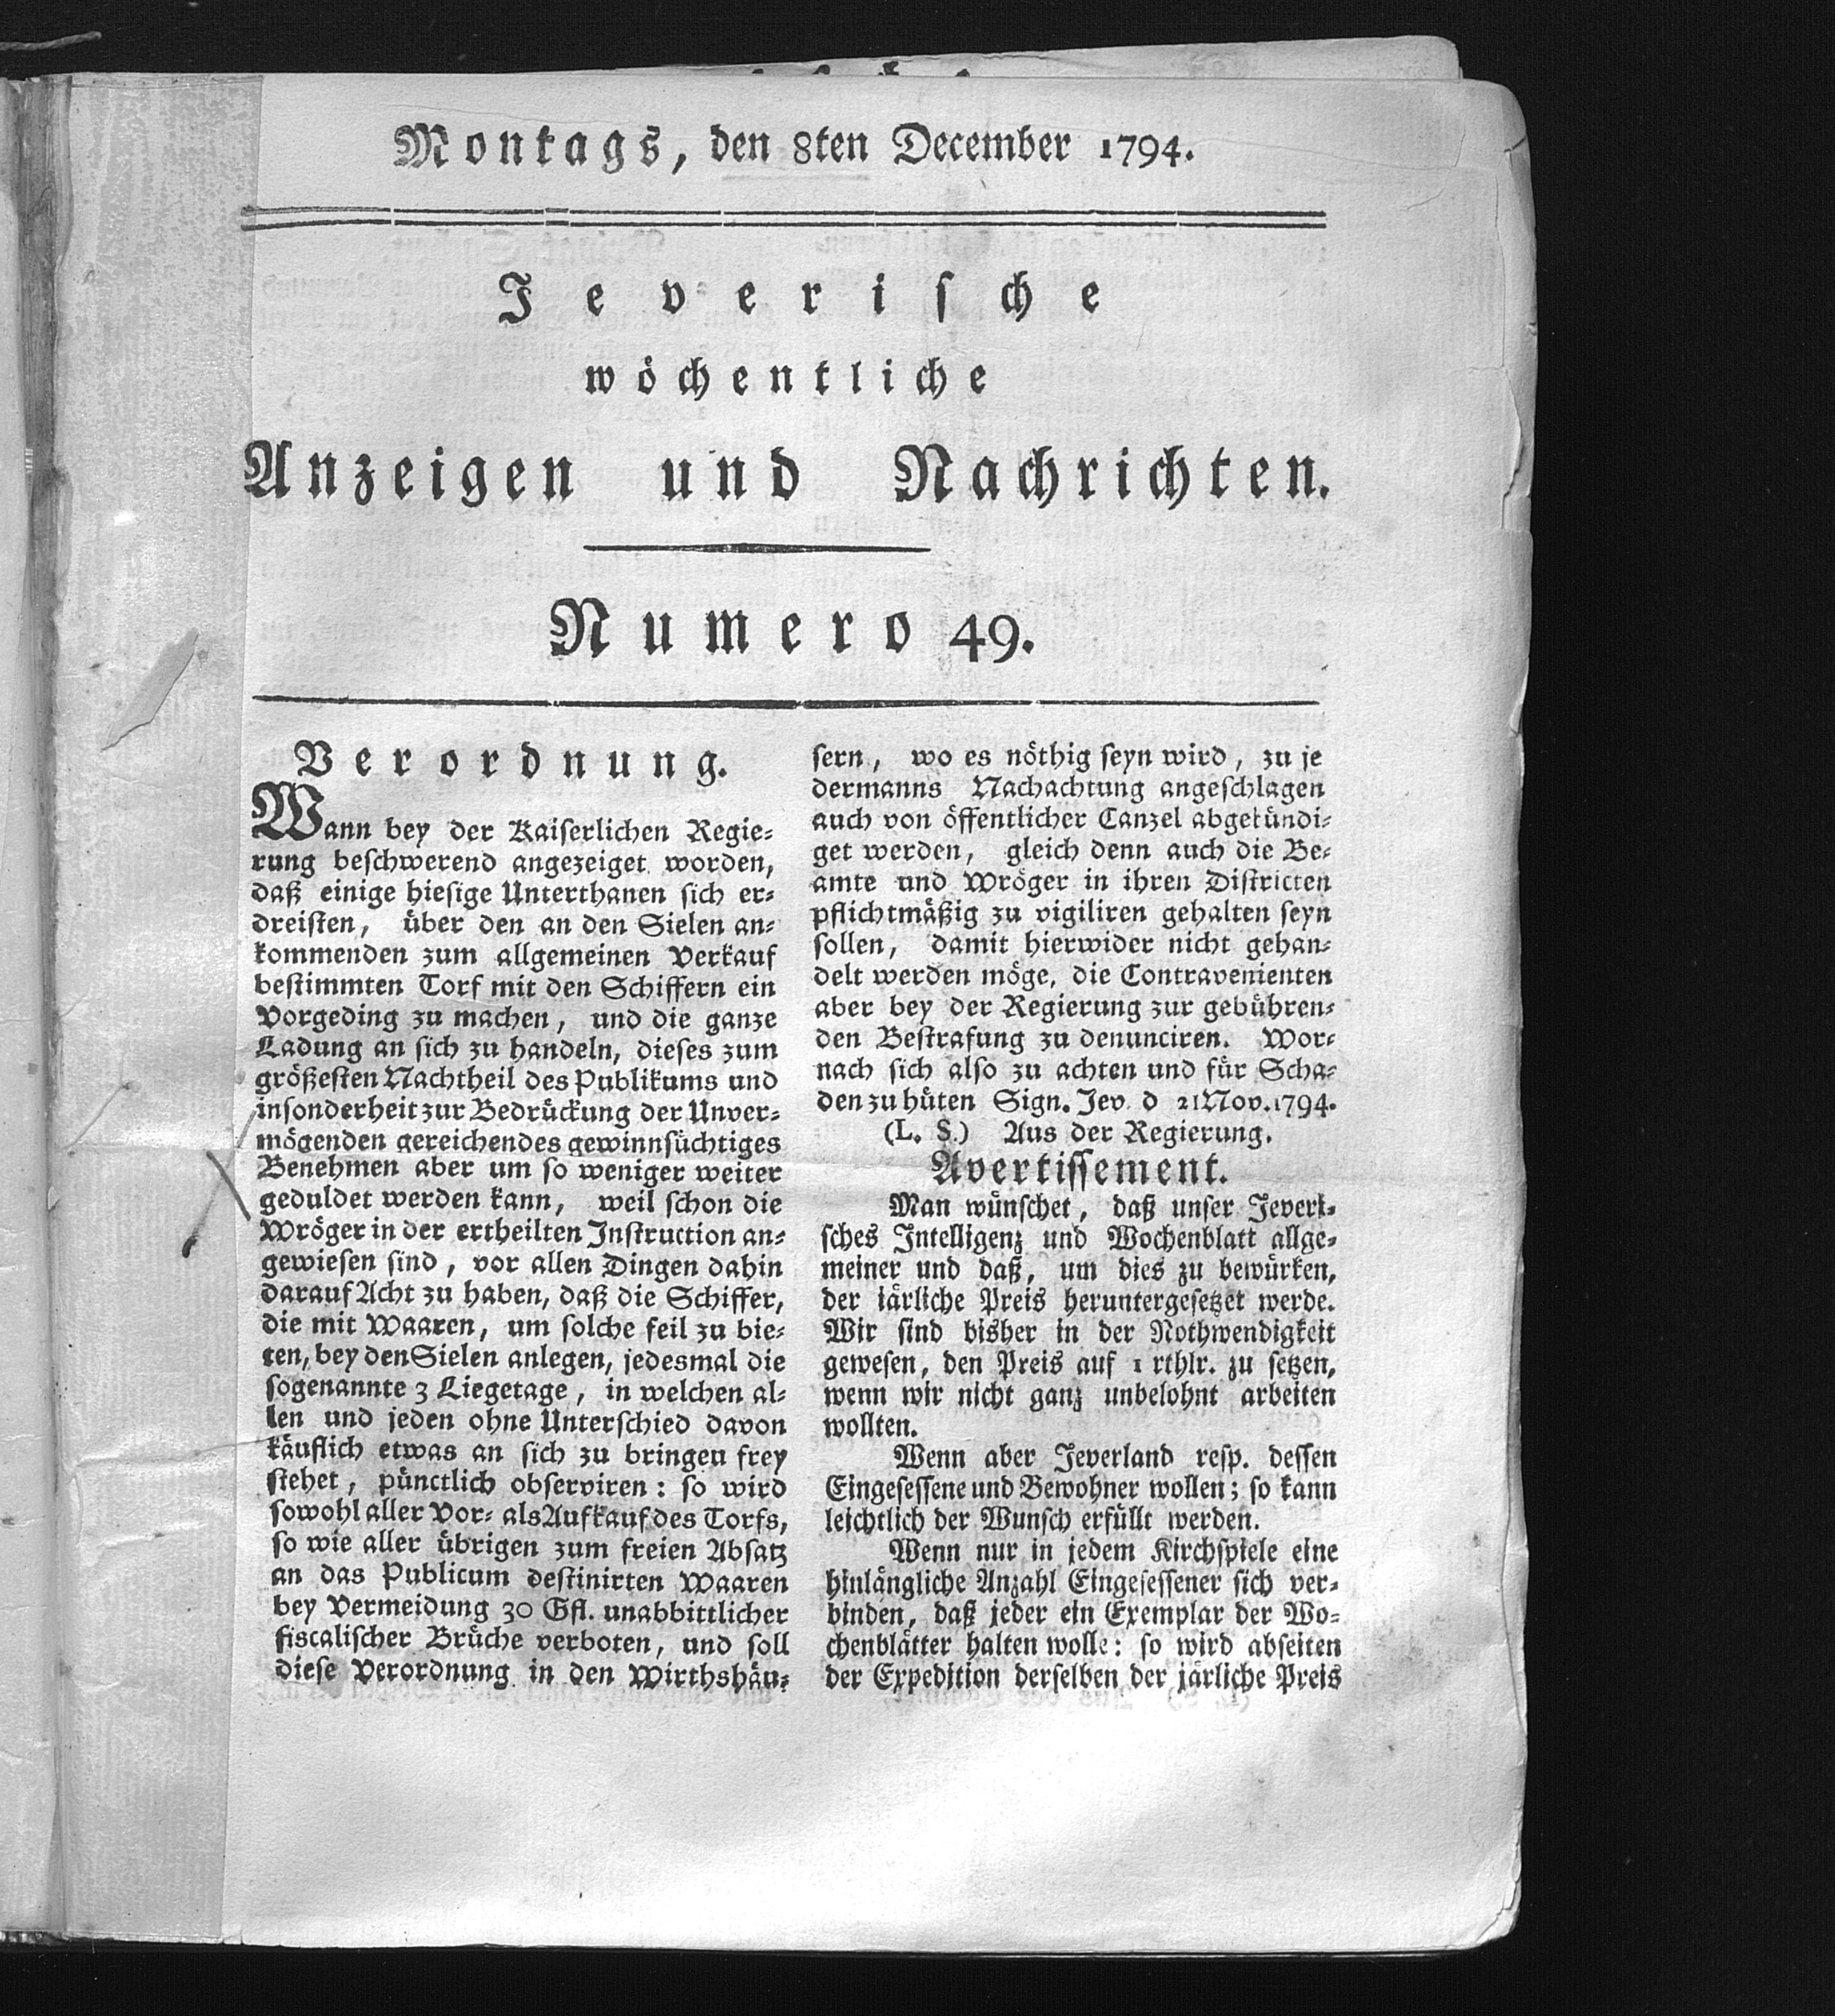 Montags, den 8ten December 1794.
Jeverische
wöchentliche
Anzeigen und Nachrichten.
Numero 49.
Verordnung.
Wann bey der Kaiserlichen Regie-
rung beschwerend angezeiget worden,
daß einige hiesige Unterthanen sich er-
dreisten, über den an den Sielen an-
kommenden zum allgemeinen Verkauf
bestimmten Torf mit den Schiffern ein
Vorgeding zu machen, und die ganze
Ladung an sich zu handeln, dieses zum
größesten Nachtheil des Publikums und
insonderheit zur Bedrückung der Unver-
mögenden gereichendes gewinnsüchtiges
Benehmen aber um so weniger weiter
geduldet werden kann, weil schon die
Wröger in der ertheilten Instruction an-
gewiesen sind, vor allen Dingen dahin
darauf Acht zu haben, daß die Schiffer,
die mit Waaren, um solche feil zu bie-
ten, bey den Sielen anlegen, jedesmal die
sogenannte 3 Liegetage, in welchen al-
len und jeden ohne Unterschied davon
käuflich etwas an sich zu bringen frey
stehet, pünctlich observiren: so wird
sowohl aller Vor- als Aufkauf des Torfs,
so wie aller übrigen zum freien Absatz
an das Publicum destinirten Waaren
bey Vermeidung 30 Gfl. unabbittlicher
fiscalischer Brüche verboten, und soll
diese Verordnung in den Wirthshäu-
sern, wo es nöthig seyn wird, zu je
dermanns Nachachtung angeschlagen
auch von öffentlicher Canzel abgekündi-
get werden, gleich denn auch die Be-
amte und Wröger in ihren Districten
pflichtmäßig zu vigiliren gehalten seyn
sollen, damit hierwider nicht gehan-
delt werden möge, die Contravenienten
aber bey der Regierung zur gebühren-
den Bestrafung zu denunciren. Wor-
nach sich also zu achten und für Scha-
den zu hüten Sign. Jev. d 21 Nov. 1794.
(L. S.) Aus der Regierung.
Avertissement.
Man wünschet, daß unser Jeveri-
sches Intelligenz und Wochenblatt allge-
meiner und daß, um dies zu bewürken,
der järliche Preis heruntergesetzet werde.
Wir sind bisher in der Nothwendigkeit
gewesen, den Preis auf 1 rthlr. zu setzen,
wenn wir nicht ganz unbelohnt arbeiten
wollten.
Wenn aber Jeverland resp. dessen
Eingesessene und Bewohner wollen; so kann
leichtlich der Wunsch erfüllt werden.
Wenn nur in jedem Kirchspiele eine
hinlängliche Anzahl Eingesessener sich ver-
binden, daß jeder ein Exemplar der Wo-
chenblätter halten wolle: so wird abseiten
der Expedition derselben der järliche Preis